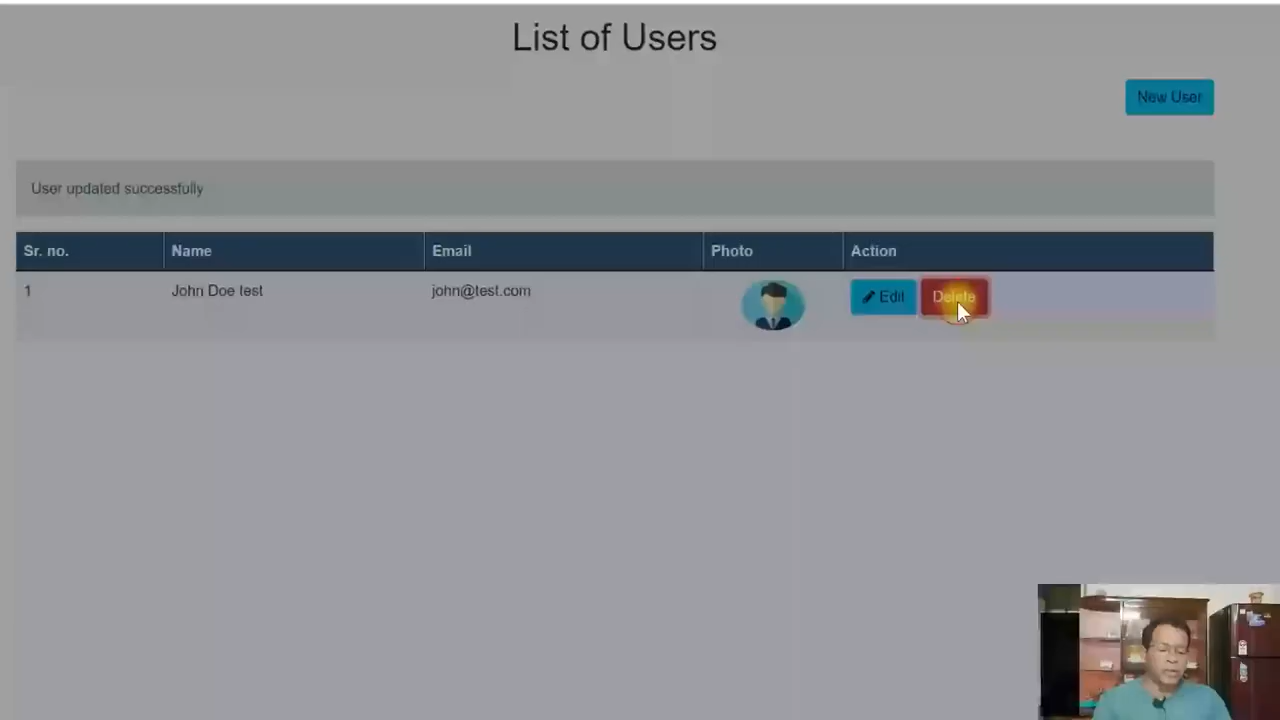 List of Users
New User
User updated successfully
Sr. no. Name Email Photo Action
1 John Doe test john@test.com Edit Delete